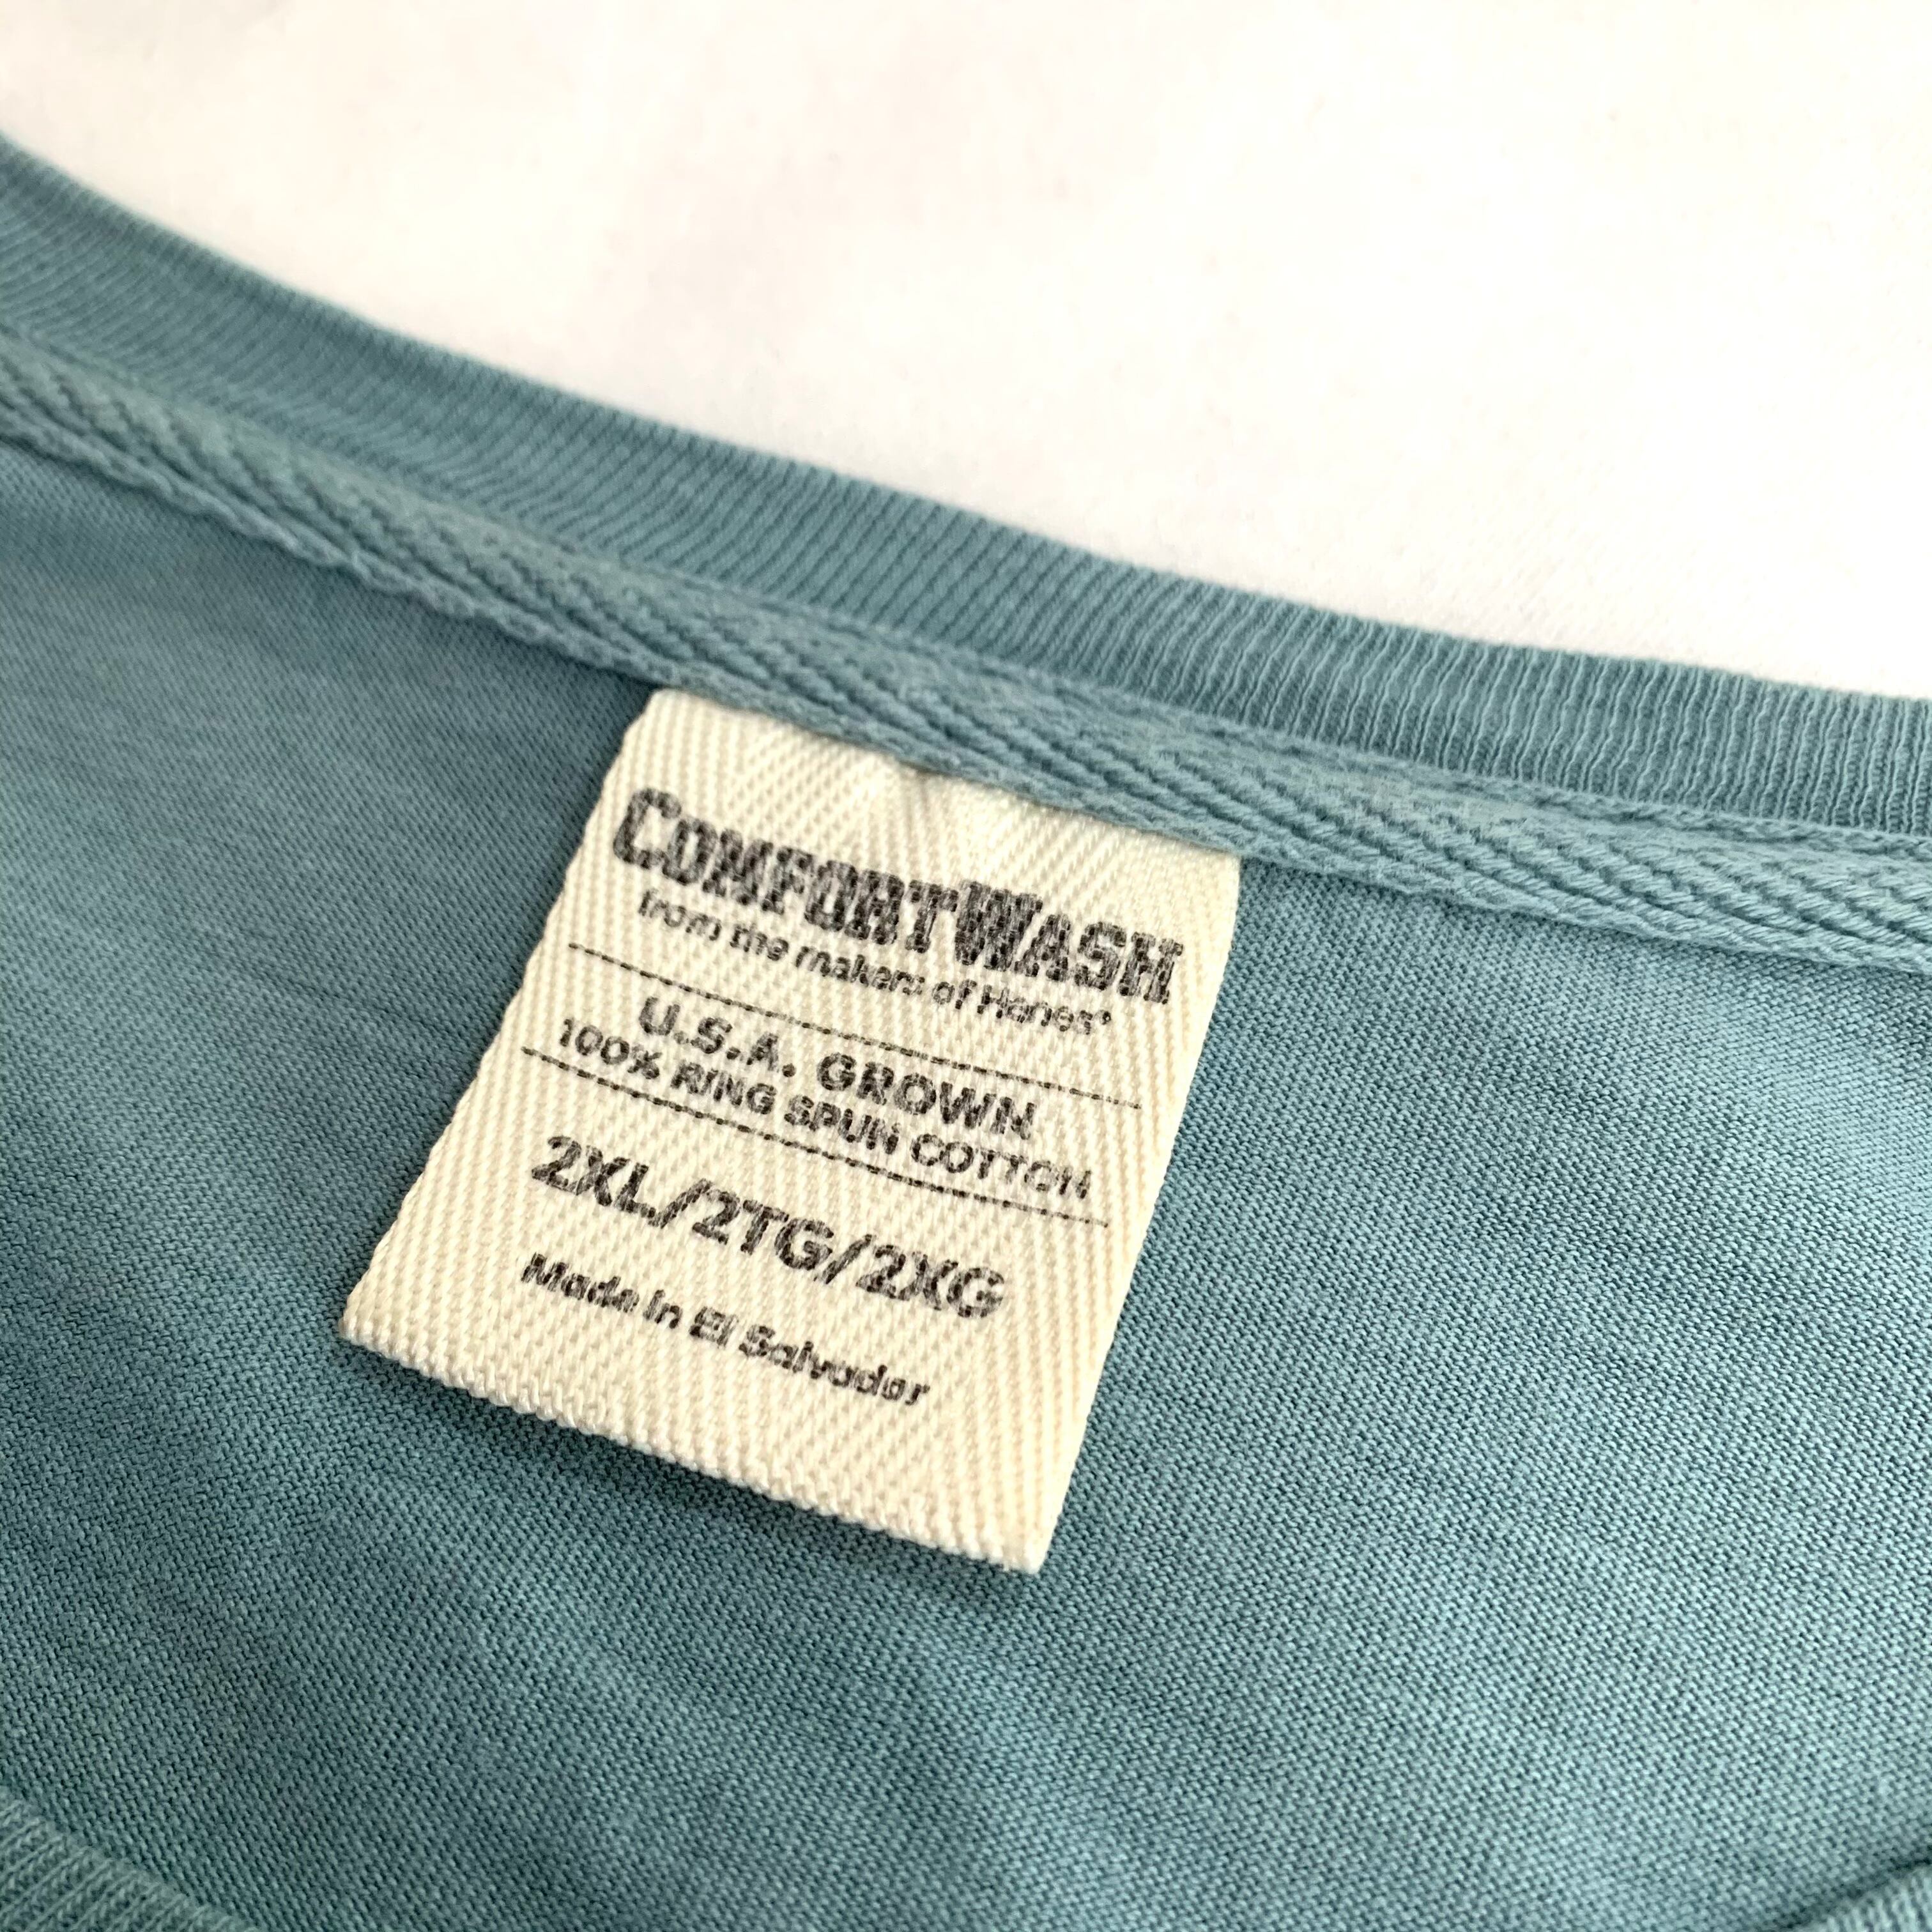 COMFORTWASH
from the makers of Hanes®
U.S.A. GROWN
100% RING SPUN COTTON
2XL/2TG/2XG
Made in El Salvador